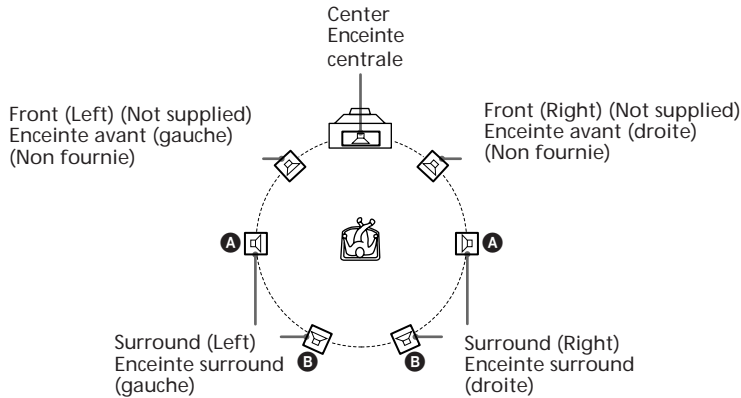 Center
Enceinte
centrale
Front (Left) (Not supplied)
Enceinte avant (gauche)
(Non fournie)
Front (Right) (Not supplied)
Enceinte avant (droite)
(Non fournie)
A
A
Surround (Left)
Enceinte surround
(gauche)
B
B
Surround (Right)
Enceinte surround
(droite)